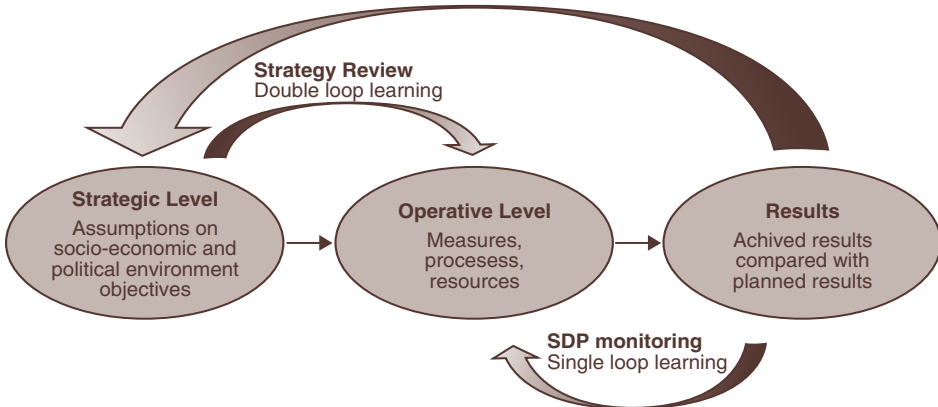 Strategy Review
Double loop learning
Strategic Level
Assumptions on
socio-economic and
political environment
objectives
Operative Level
Measures,
procesess,
resources
Results
Achived results
compared with
planned results
SDP monitoring
Single loop learning